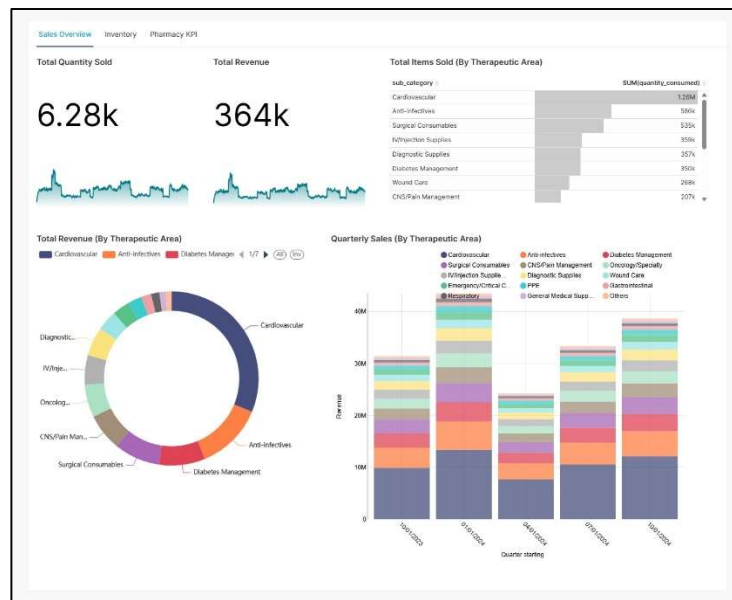 Sales Overview Inventory Pharmacy KPI
Total Quantity Sold
6.28k
Total Revenue
364k
Total Items Sold (By Therapeutic Area)
sub_category SUM(quantity_consumed)
Cardiovascular 1.26M
Anti-infectives 586k
Surgical Consumables 535k
IV/Injection Supplies 359k
Diagnostic Supplies 357k
Diabetes Management 350k
Wound Care 268k
CNS/Pain Management 207k
Total Revenue (By Therapeutic Area)
Cardiovascular Anti-infectives Diabetes Manager 1/7 All Inv
Cardiovascular
Anti-infectives
Diabetes Management
Surgical Consumables
CNS/Pain Man...
Oncolog...
IV/Inje...
Diagnostic...
Quarterly Sales (By Therapeutic Area)
Cardiovascular Anti-infectives Diabetes Management
Surgical Consumables CNS/Pain Management Oncology/Specialty
IV/Injection Supplie... Diagnostic Supplies Wound Care
Emergency/Critical C... PPE Gastrointestinal
Respiratory General Medical Supp... Others
40M
30M
20M
10M
0
Revenue
10/01/2023
01/01/2024
04/01/2024
07/01/2024
10/01/2024
Quarter starting